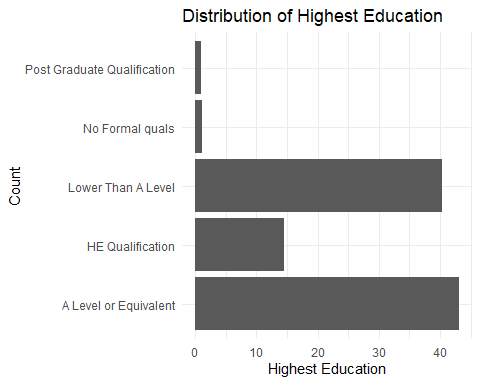 Distribution of Highest Education
Post Graduate Qualification
No Formal quals
Lower Than A Level
HE Qualification
A Level or Equivalent
Count
0 10 20 30 40
Highest Education